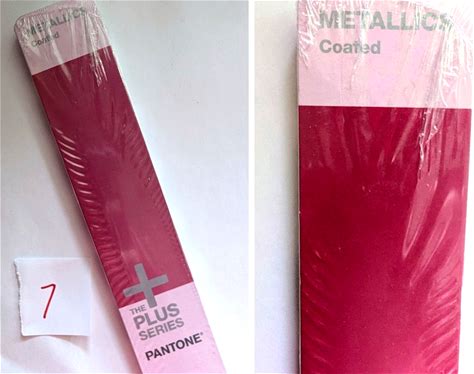 METALLICS
Coated
7
THE
PLUS
SERIES
PANTONE®
METALLICS
Coated